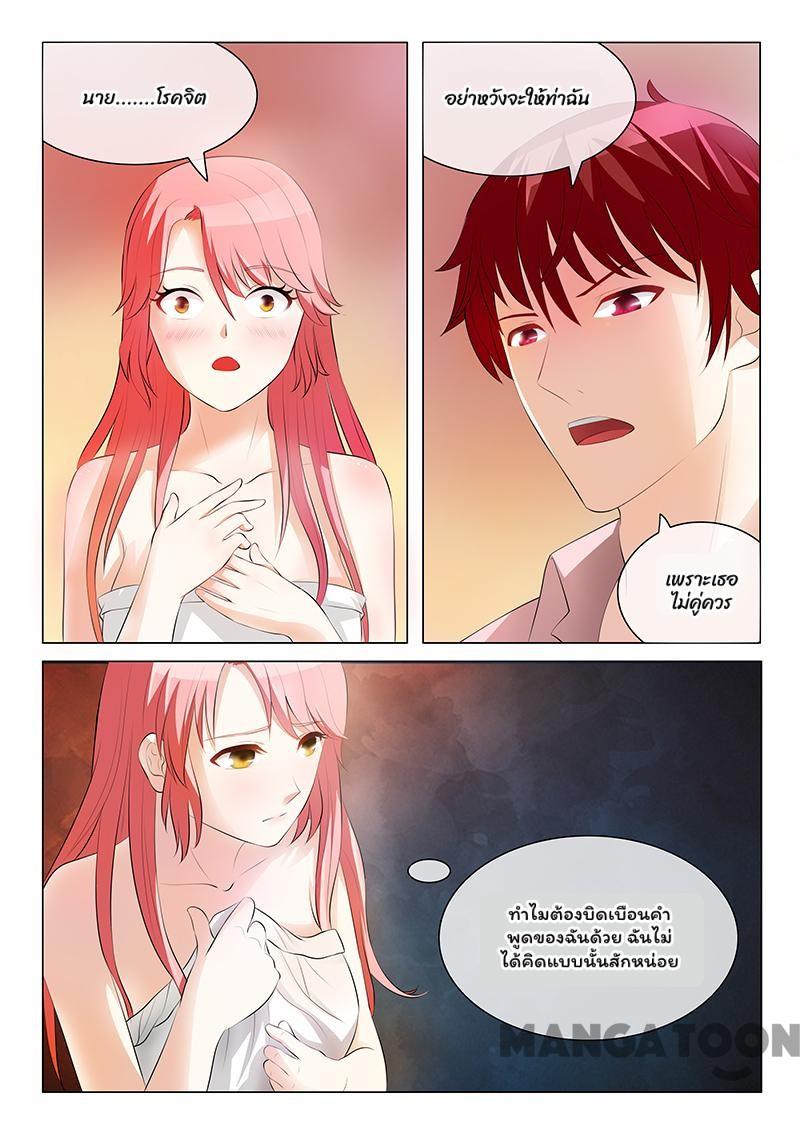 นาย.......โรคจิต
อย่าหวังจะให้ท่าฉัน
เพราะเธอ
ไม่คู่ควร
ทำไมต้องบิดเบือนคำ
พูดของฉันด้วย ฉันไม่
ได้คิดแบบนั้นสักหน่อย
MANGATOON